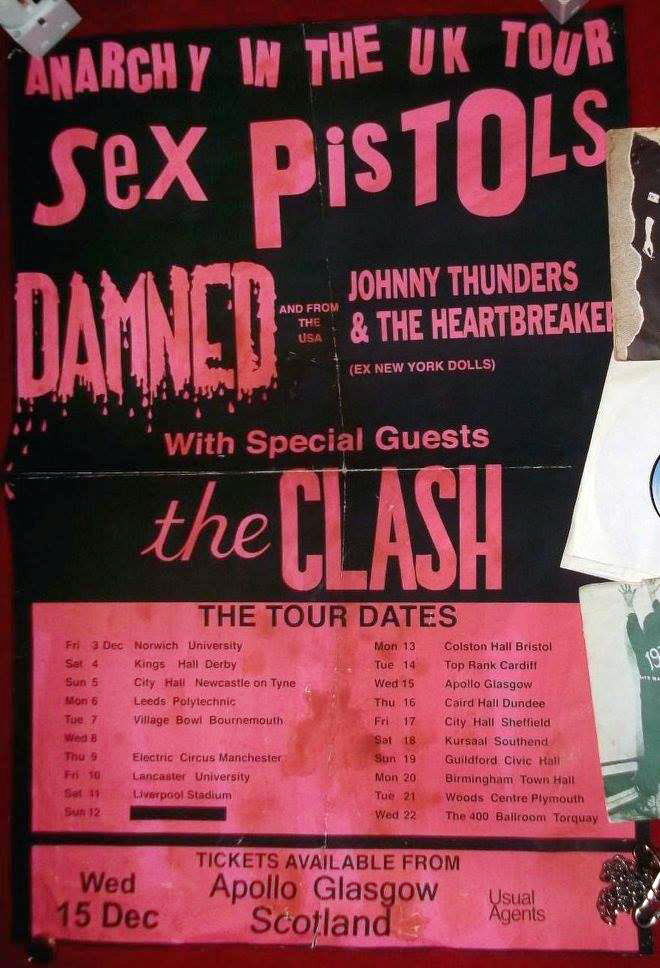 ANARCHY IN THE UK TOUR
Sex PisTOLS
DAMNED
AND FROM
THE
USA
JOHNNY THUNDERS
& THE HEARTBREAKE
(EX NEW YORK DOLLS)
With Special Guests
the CLASH
THE TOUR DATES
Fri 3 Dec Norwich University
Sat 4 Kings Hall Derby
Sun 5 City Hall Newcastle on Tyne
Mon 6 Leeds Polytechnic
Tue 7 Village Bowl Bournemouth
Wed 8
Thu 9 Electric Circus Manchester
Fri 10 Lancaster University
Sat 11 Liverpool Stadium
Sun 12
Mon 13 Colston Hall Bristol
Tue 14 Top Rank Cardiff
Wed 15 Apollo Glasgow
Thu 16 Caird Hall Dundee
Fri 17 City Hall Sheffield
Sat 18 Kursaal Southend
Sun 19 Guildford Civic Hall
Mon 20 Birmingham Town Hall
Tue 21 Woods Centre Plymouth
Wed 22 The 400 Ballroom Torquay
TICKETS AVAILABLE FROM
Wed
15 Dec
Apollo Glasgow
Scotland
Usual
Agents